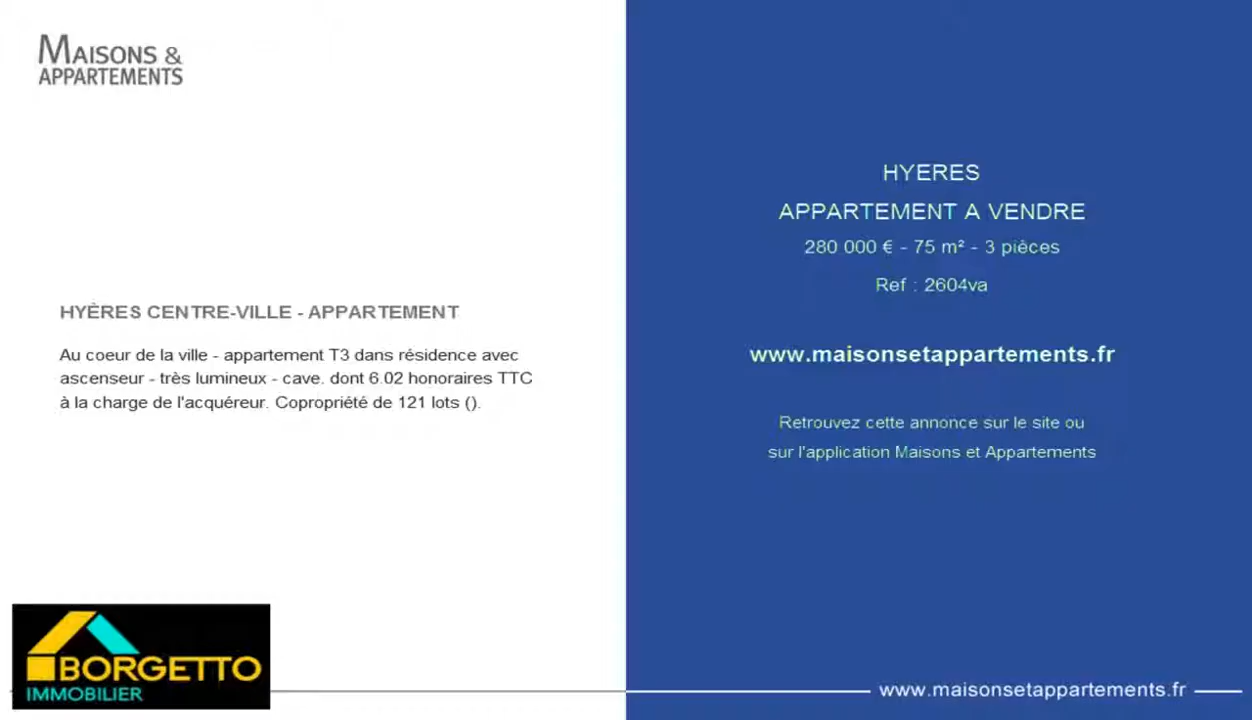 MAISONS &
APPARTEMENTS
HYÈRES CENTRE-VILLE - APPARTEMENT
Au coeur de la ville - appartement T3 dans résidence avec
ascenseur - très lumineux - cave. dont 6.02 honoraires TTC
à la charge de l'acquéreur. Copropriété de 121 lots ().
BORGETTO
IMMOBILIER
HYERES
APPARTEMENT A VENDRE
280 000 € - 75 m² - 3 pièces
Ref : 2604va
www.maisonsetappartements.fr
Retrouvez cette annonce sur le site ou
sur l'application Maisons et Appartements
www.maisonsetappartements.fr